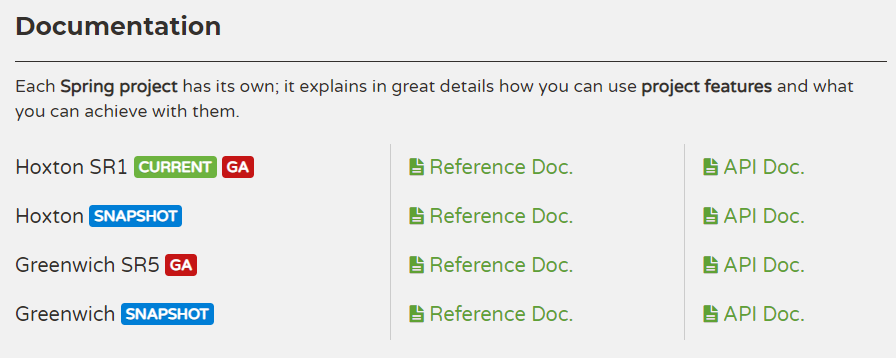 Documentation
Each Spring project has its own; it explains in great details how you can use project features and what
you can achieve with them.
Hoxton SR1 CURRENT GA Reference Doc. API Doc.
Hoxton SNAPSHOT Reference Doc. API Doc.
Greenwich SR5 GA Reference Doc. API Doc.
Greenwich SNAPSHOT Reference Doc. API Doc.